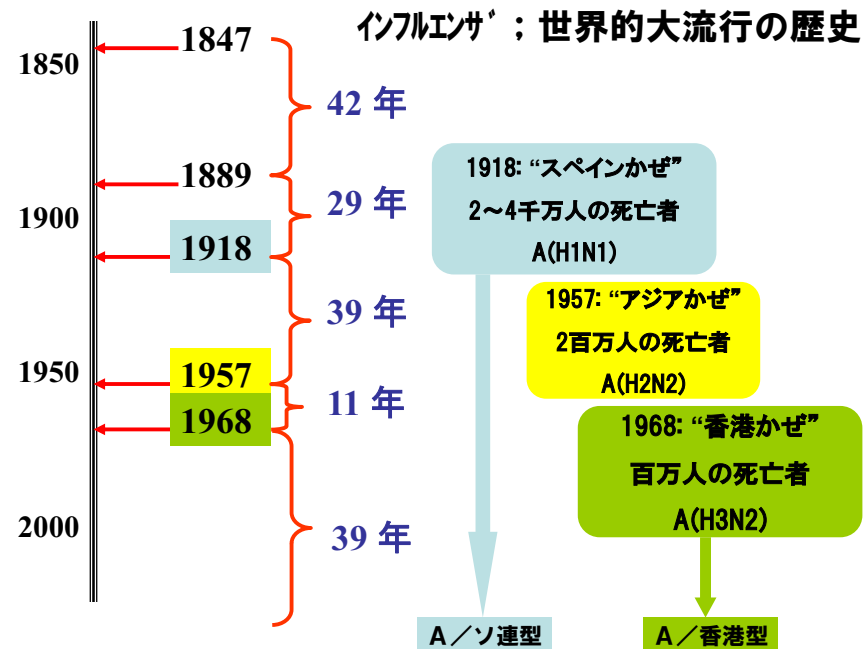 インフルエンサ゛；世界的大流行の歴史
1850
1900
1950
2000
1847
1889
1918
1957
1968
42 年
29 年
39 年
11 年
39 年
1918: “スペインかぜ”
2～4千万人の死亡者
A(H1N1)
1957: “アジアかぜ”
2百万人の死亡者
A(H2N2)
1968: “香港かぜ”
百万人の死亡者
A(H3N2)
A／ソ連型
A／香港型